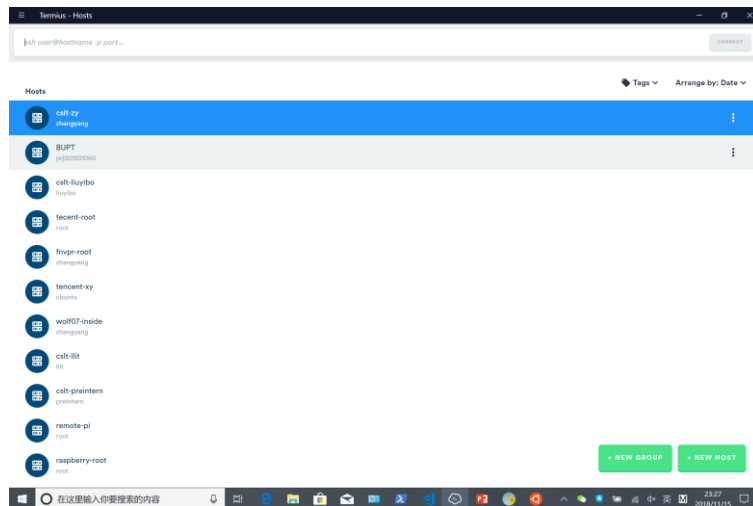 Termius - Hosts
ssh user@hostname -p port...
CONNECT
Tags
Arrange by: Date
Hosts
cslt-zy
zhangyang
BUPT
prj201801060
cslt-liuyibo
liuyibo
tecent-root
root
fnvpr-root
zhangyang
tencent-xy
ubuntu
wolf07-inside
zhangyang
cslt-llit
llit
cslt-preintern
preintern
remote-pi
root
raspberry-root
root
+ NEW GROUP
+ NEW HOST
在这里输入你要搜索的内容
英
M
23:27
2018/11/15